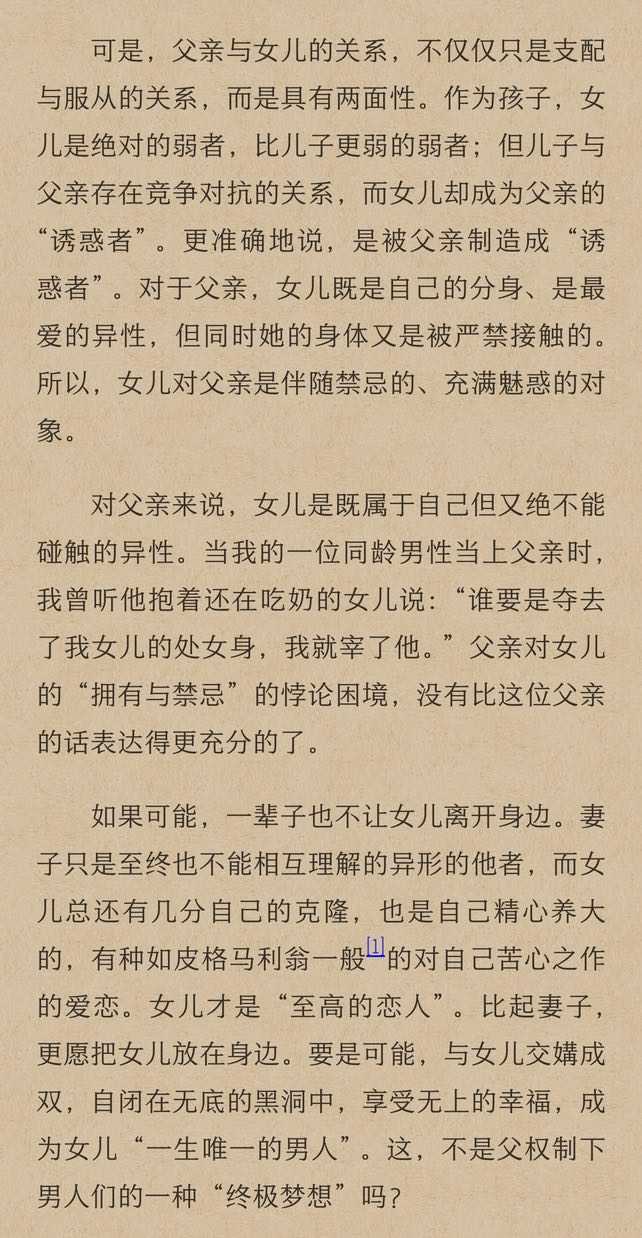 可是，父亲与女儿的关系，不仅仅只是支配
与服从的关系，而是具有两面性。作为孩子，女
儿是绝对的弱者，比儿子更弱的弱者；但儿子与
父亲存在竞争对抗的关系，而女儿却成为父亲的
“诱惑者”。更准确地说，是被父亲制造成“诱
惑者”。对于父亲，女儿既是自己的分身、是最
爱的异性，但同时她的身体又是被严禁接触的。
所以，女儿对父亲是伴随禁忌的、充满魅惑的对
象。
对父亲来说，女儿是既属于自己但又绝不能
碰触的异性。当我的一位同龄男性当上父亲时，
我曾听他抱着还在吃奶的女儿说：“谁要是夺去
了我女儿的处女身，我就宰了他。”父亲对女儿
的“拥有与禁忌”的悖论困境，没有比这位父亲
的话表达得更充分的了。
如果可能，一辈子也不让女儿离开身边。妻
子只是至终也不能相互理解的异形的他者，而女
儿总还有几分自己的克隆，也是自己精心养大
的，有种如皮格马利翁一般[1]的对自己苦心之作
的爱恋。女儿才是“至高的恋人”。比起妻子，
更愿把女儿放在身边。要是可能，与女儿交媾成
双，自闭在无底的黑洞中，享受无上的幸福，成
为女儿“一生唯一的男人”。这，不是父权制下
男人们的一种“终极梦想”吗？